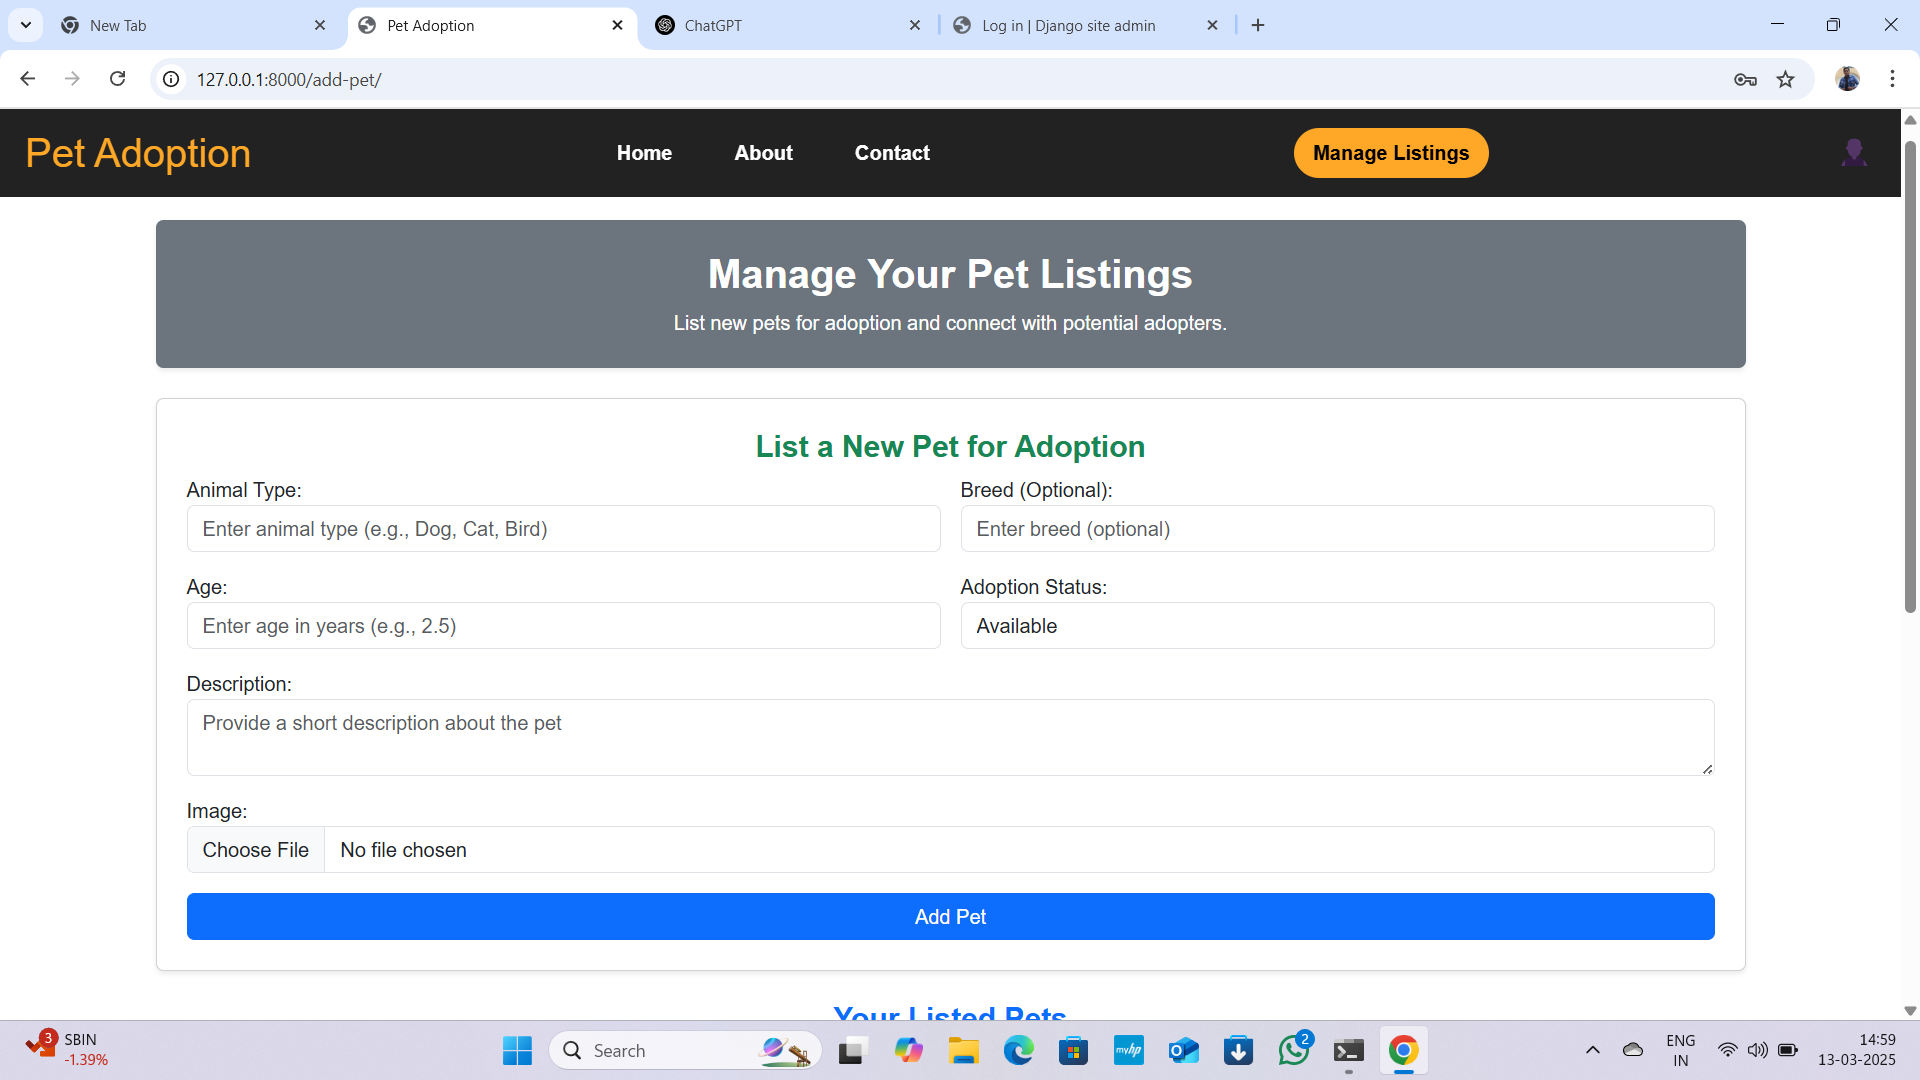 New Tab
Pet Adoption
ChatGPT
Log in | Django site admin
127.0.0.1:8000/add-pet/
Pet Adoption
Home
About
Contact
Manage Listings
Manage Your Pet Listings
List new pets for adoption and connect with potential adopters.
List a New Pet for Adoption
Animal Type:
Breed (Optional):
Enter animal type (e.g., Dog, Cat, Bird)
Enter breed (optional)
Age:
Adoption Status:
Enter age in years (e.g., 2.5)
Available
Description:
Provide a short description about the pet
Image:
Choose File
No file chosen
Add Pet
Your Listed Pets
3
SBIN
-1.39%
Search
myhp
2
ENG
IN
14:59
13-03-2025